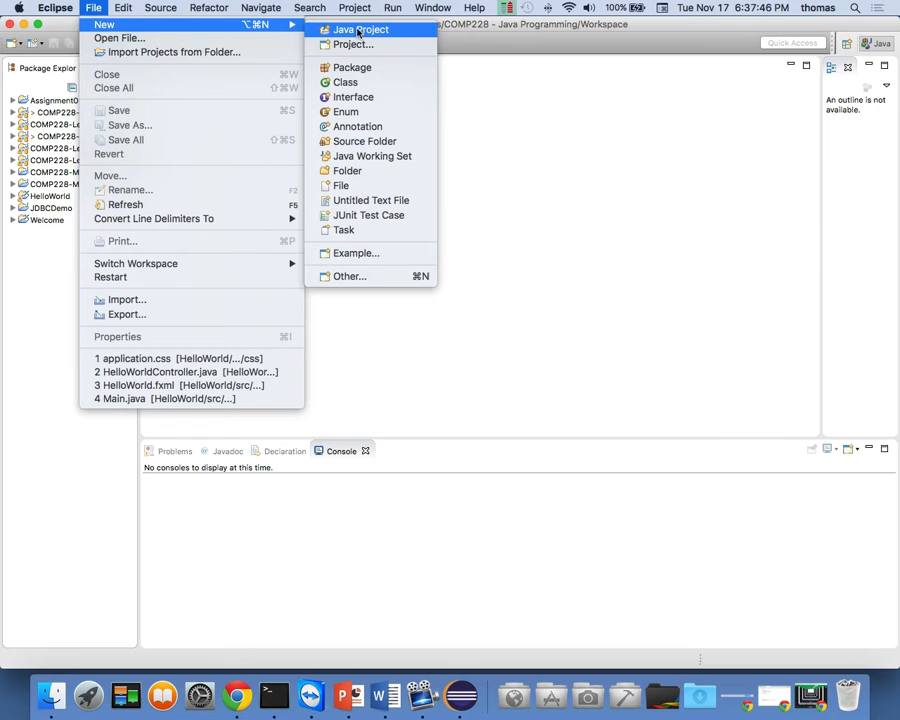 Eclipse File Edit Source Refactor Navigate Search Project Run Window Help 100% Tue Nov 17 6:37:46 PM thomas
s/COMP228 - Java Programming/Workspace
Quick Access Java
Package Explor
An outline is not
available.
Assignment0
> COMP228-
COMP228-Le
> COMP228-
COMP228-Le
COMP228-Le
COMP228-M
COMP228-M
HelloWorld
JDBCDemo
Welcome
New ⌥⌘N
Open File...
Import Projects from Folder...
Close ⌘W
Close All ⇧⌘W
Save ⌘S
Save As...
Save All ⇧⌘S
Revert
Move...
Rename... F2
Refresh F5
Convert Line Delimiters To
Print... ⌘P
Switch Workspace
Restart
Import...
Export...
Properties ⌘I
1 application.css [HelloWorld/.../css]
2 HelloWorldController.java [HelloWor...]
3 HelloWorld.fxml [HelloWorld/src/...]
4 Main.java [HelloWorld/src/...]
Java Project
Project...
Package
Class
Interface
Enum
Annotation
Source Folder
Java Working Set
Folder
File
Untitled Text File
JUnit Test Case
Task
Example...
Other... ⌘N
Problems Javadoc Declaration Console
No consoles to display at this time.